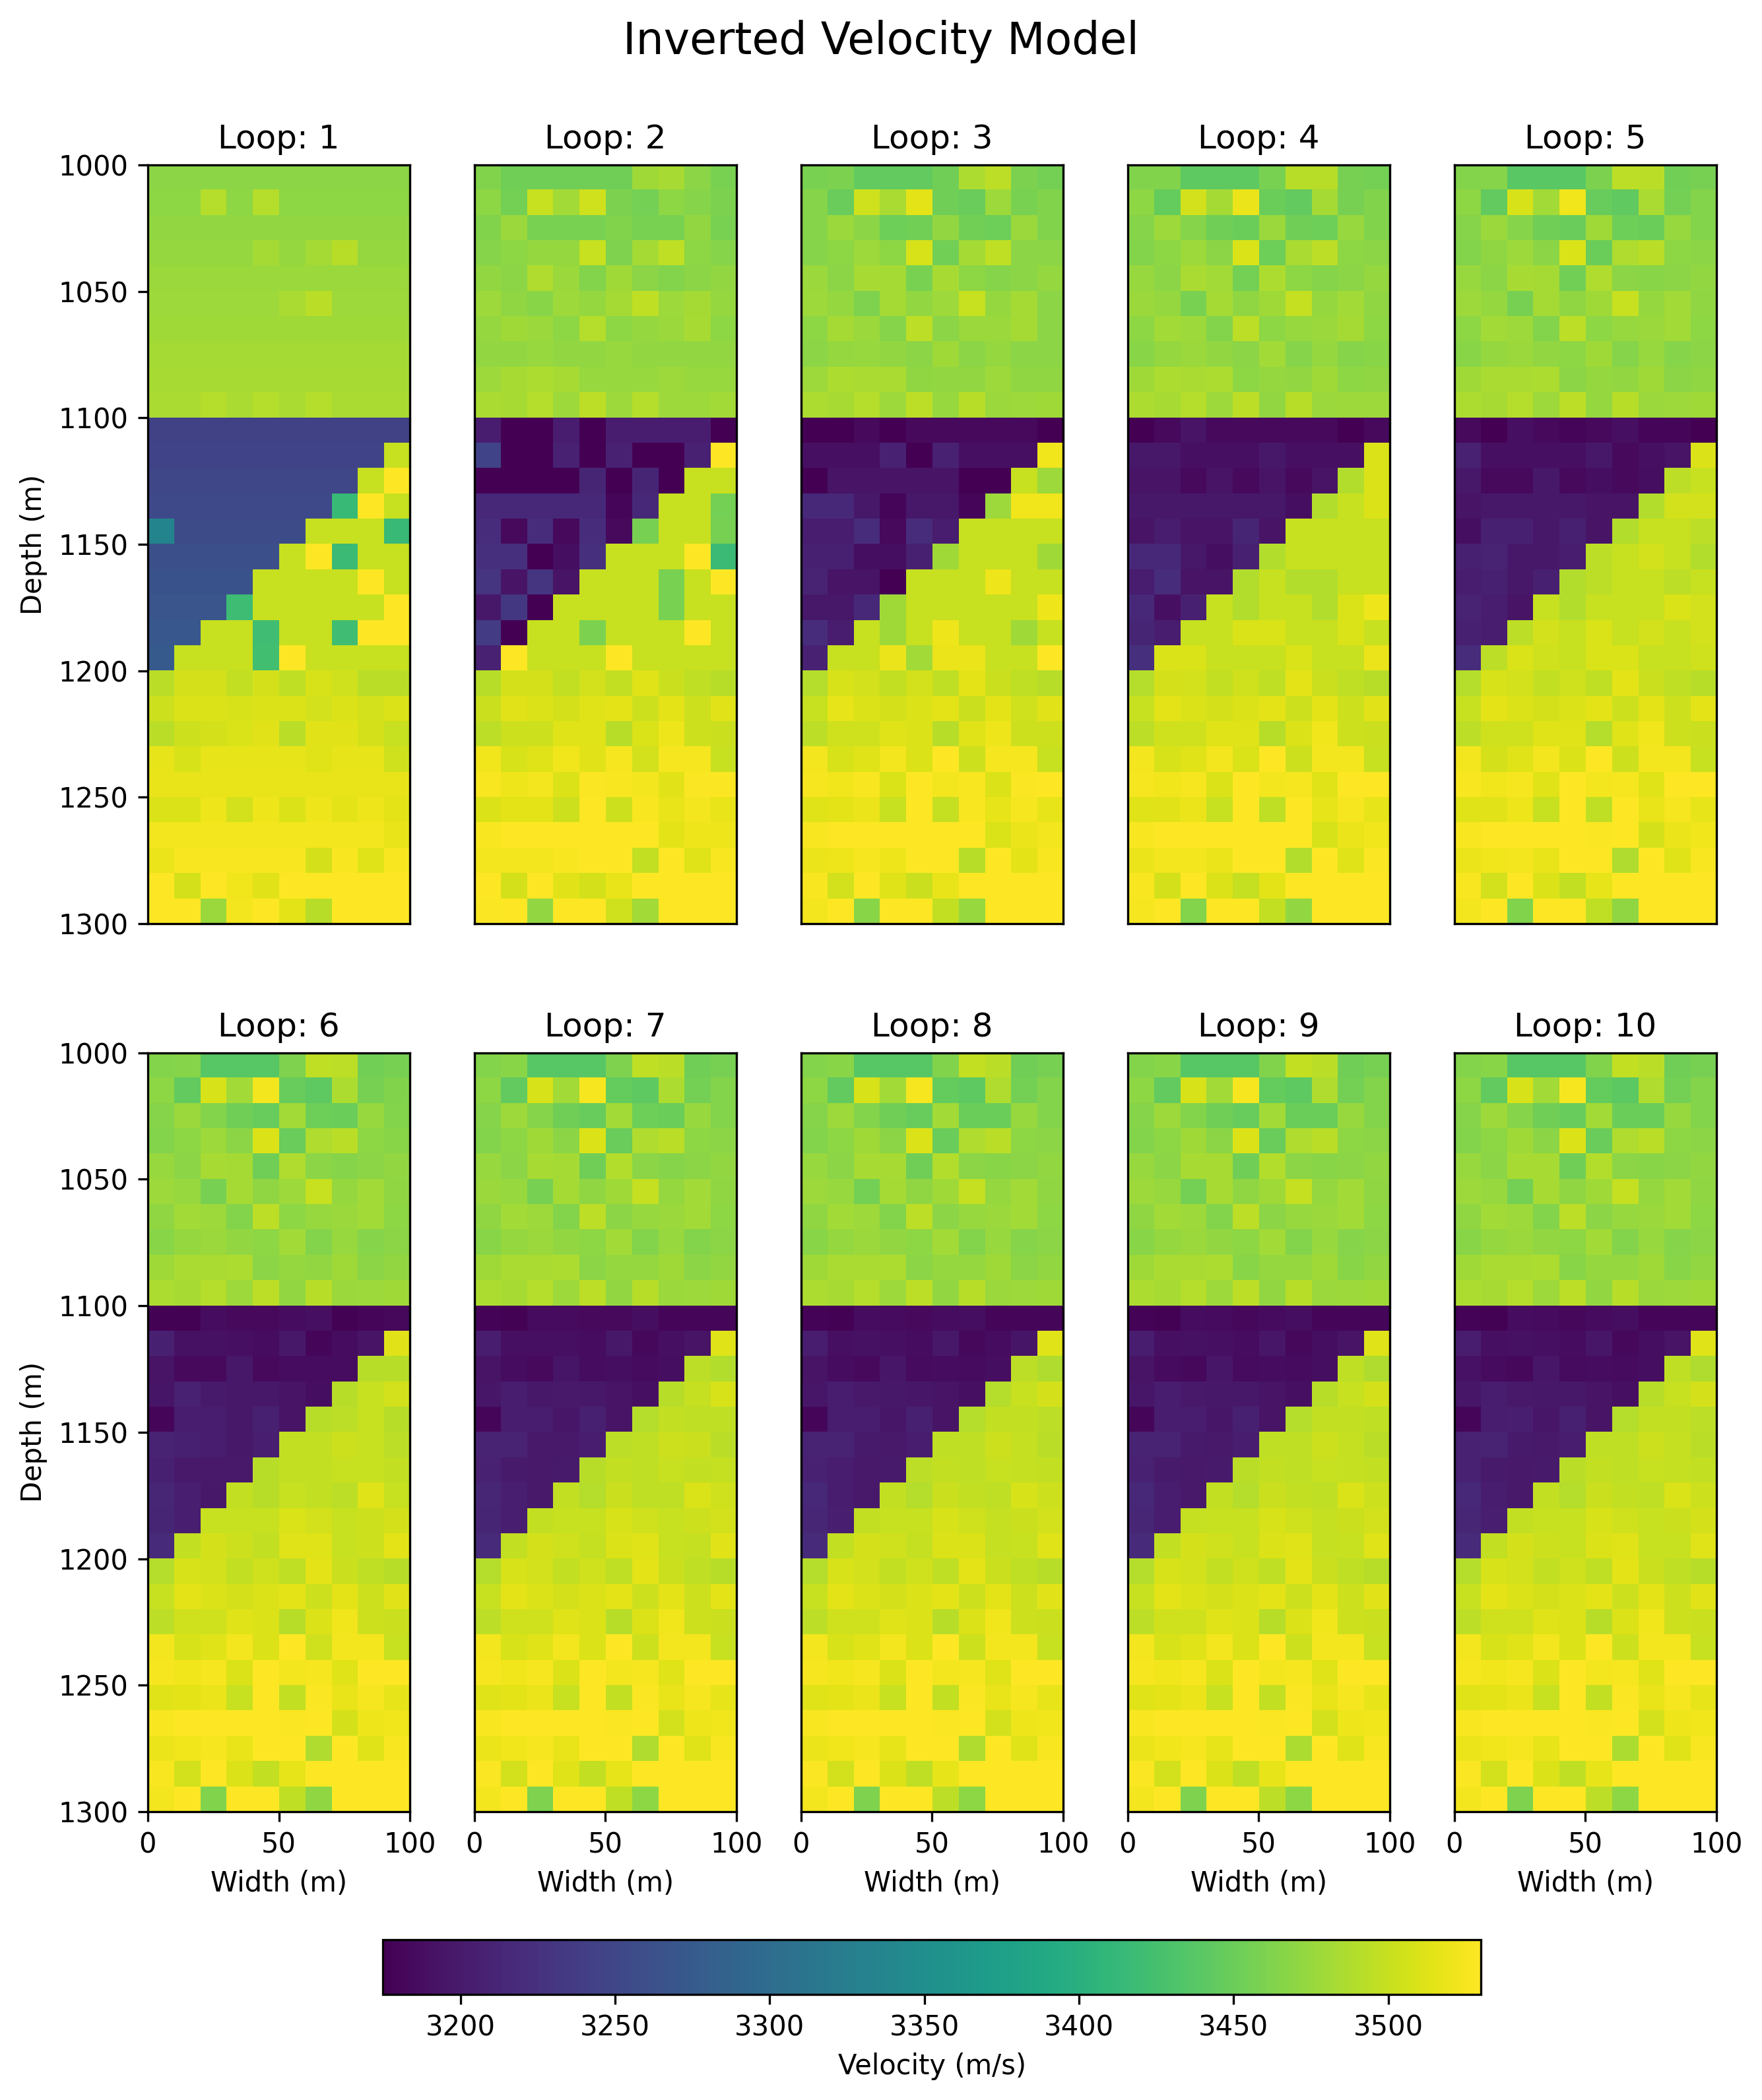 Inverted Velocity Model
Loop: 1
Loop: 2
Loop: 3
Loop: 4
Loop: 5
1000
1050
1100
1150
1200
1250
1300
Depth (m)
Loop: 6
Loop: 7
Loop: 8
Loop: 9
Loop: 10
1000
1050
1100
1150
1200
1250
1300
Depth (m)
0 50 100 0 50 100 0 50 100 0 50 100 0 50 100
Width (m) Width (m) Width (m) Width (m) Width (m)
3200 3250 3300 3350 3400 3450 3500
Velocity (m/s)